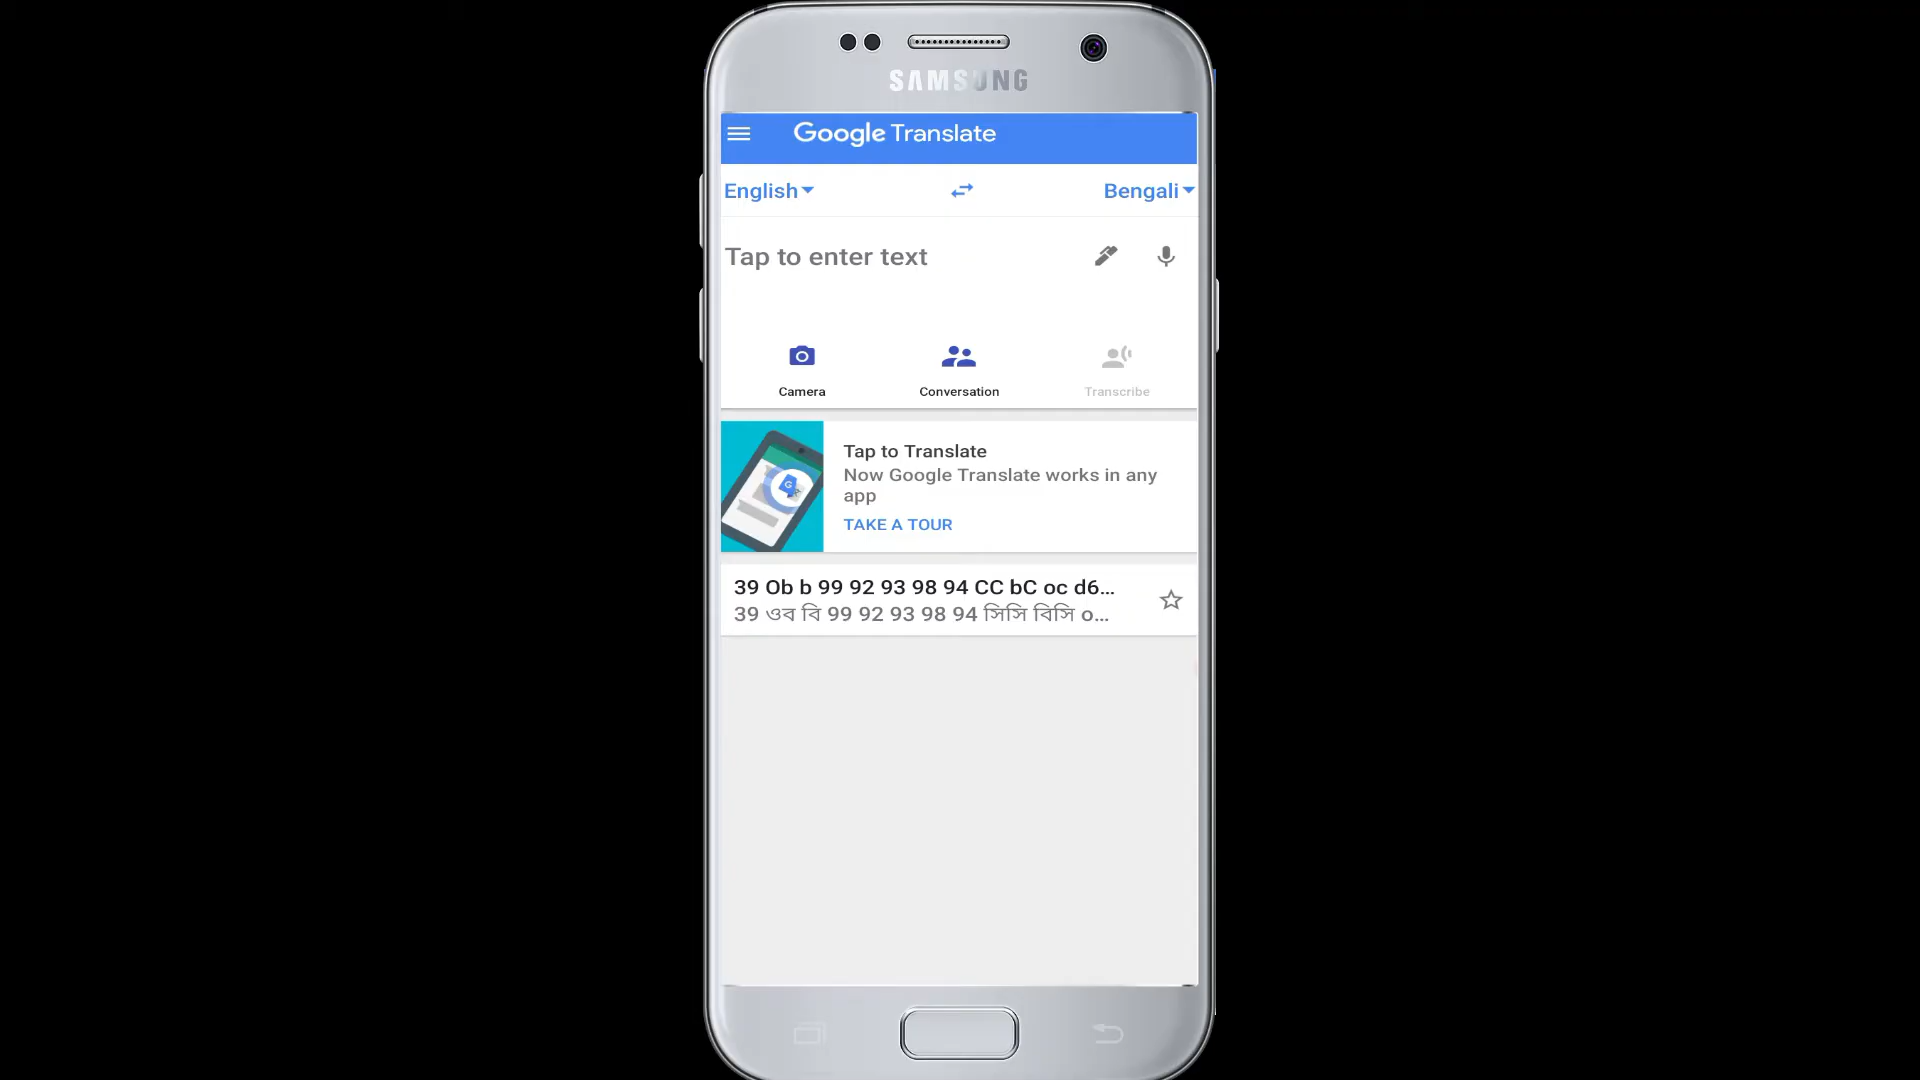 SAMSUNG
Google Translate
English
Bengali
Tap to enter text
Camera
Conversation
Transcribe
Tap to Translate
Now Google Translate works in any
app
TAKE A TOUR
39 Ob b 99 92 93 98 94 CC bC oc d6...
39 ওব বি 99 92 93 98 94 সিসি বিসি o...